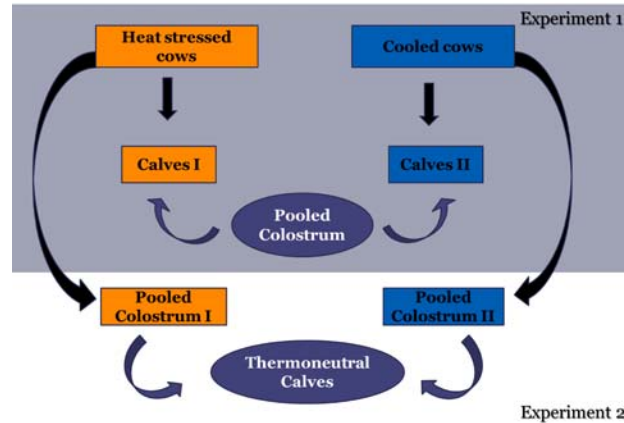 Experiment 1
Heat stressed
cows
Cooled cows
Calves I
Calves II
Pooled
Colostrum
Pooled
Colostrum I
Pooled
Colostrum II
Thermoneutral
Calves
Experiment 2